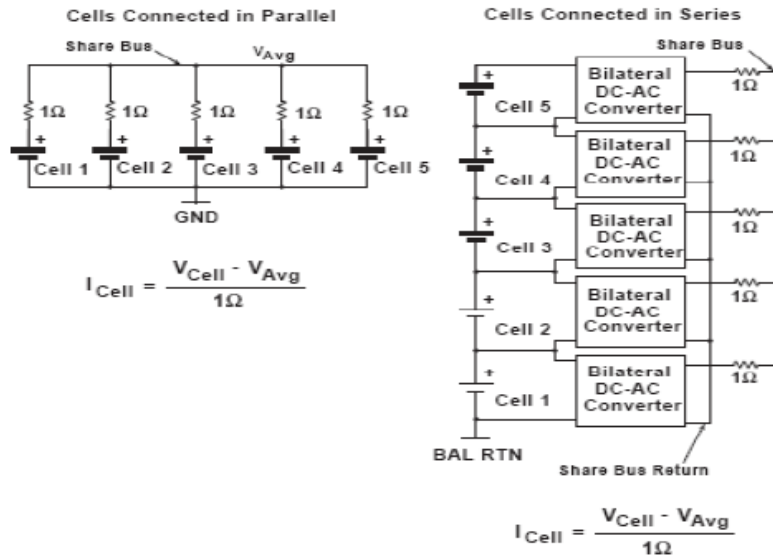 Cells Connected in Parallel
Share Bus
VAvg
1Ω 1Ω 1Ω 1Ω 1Ω
Cell 1 Cell 2 Cell 3 Cell 4 Cell 5
+ + + + +
GND
ICell = VCell - VAvg
1Ω
Cells Connected in Series
Share Bus
+
Cell 5
Bilateral
DC-AC
Converter
1Ω
+
Cell 4
Bilateral
DC-AC
Converter
1Ω
+
Cell 3
Bilateral
DC-AC
Converter
1Ω
+
Cell 2
Bilateral
DC-AC
Converter
1Ω
+
Cell 1
Bilateral
DC-AC
Converter
1Ω
BAL RTN
Share Bus Return
ICell = VCell - VAvg
1Ω